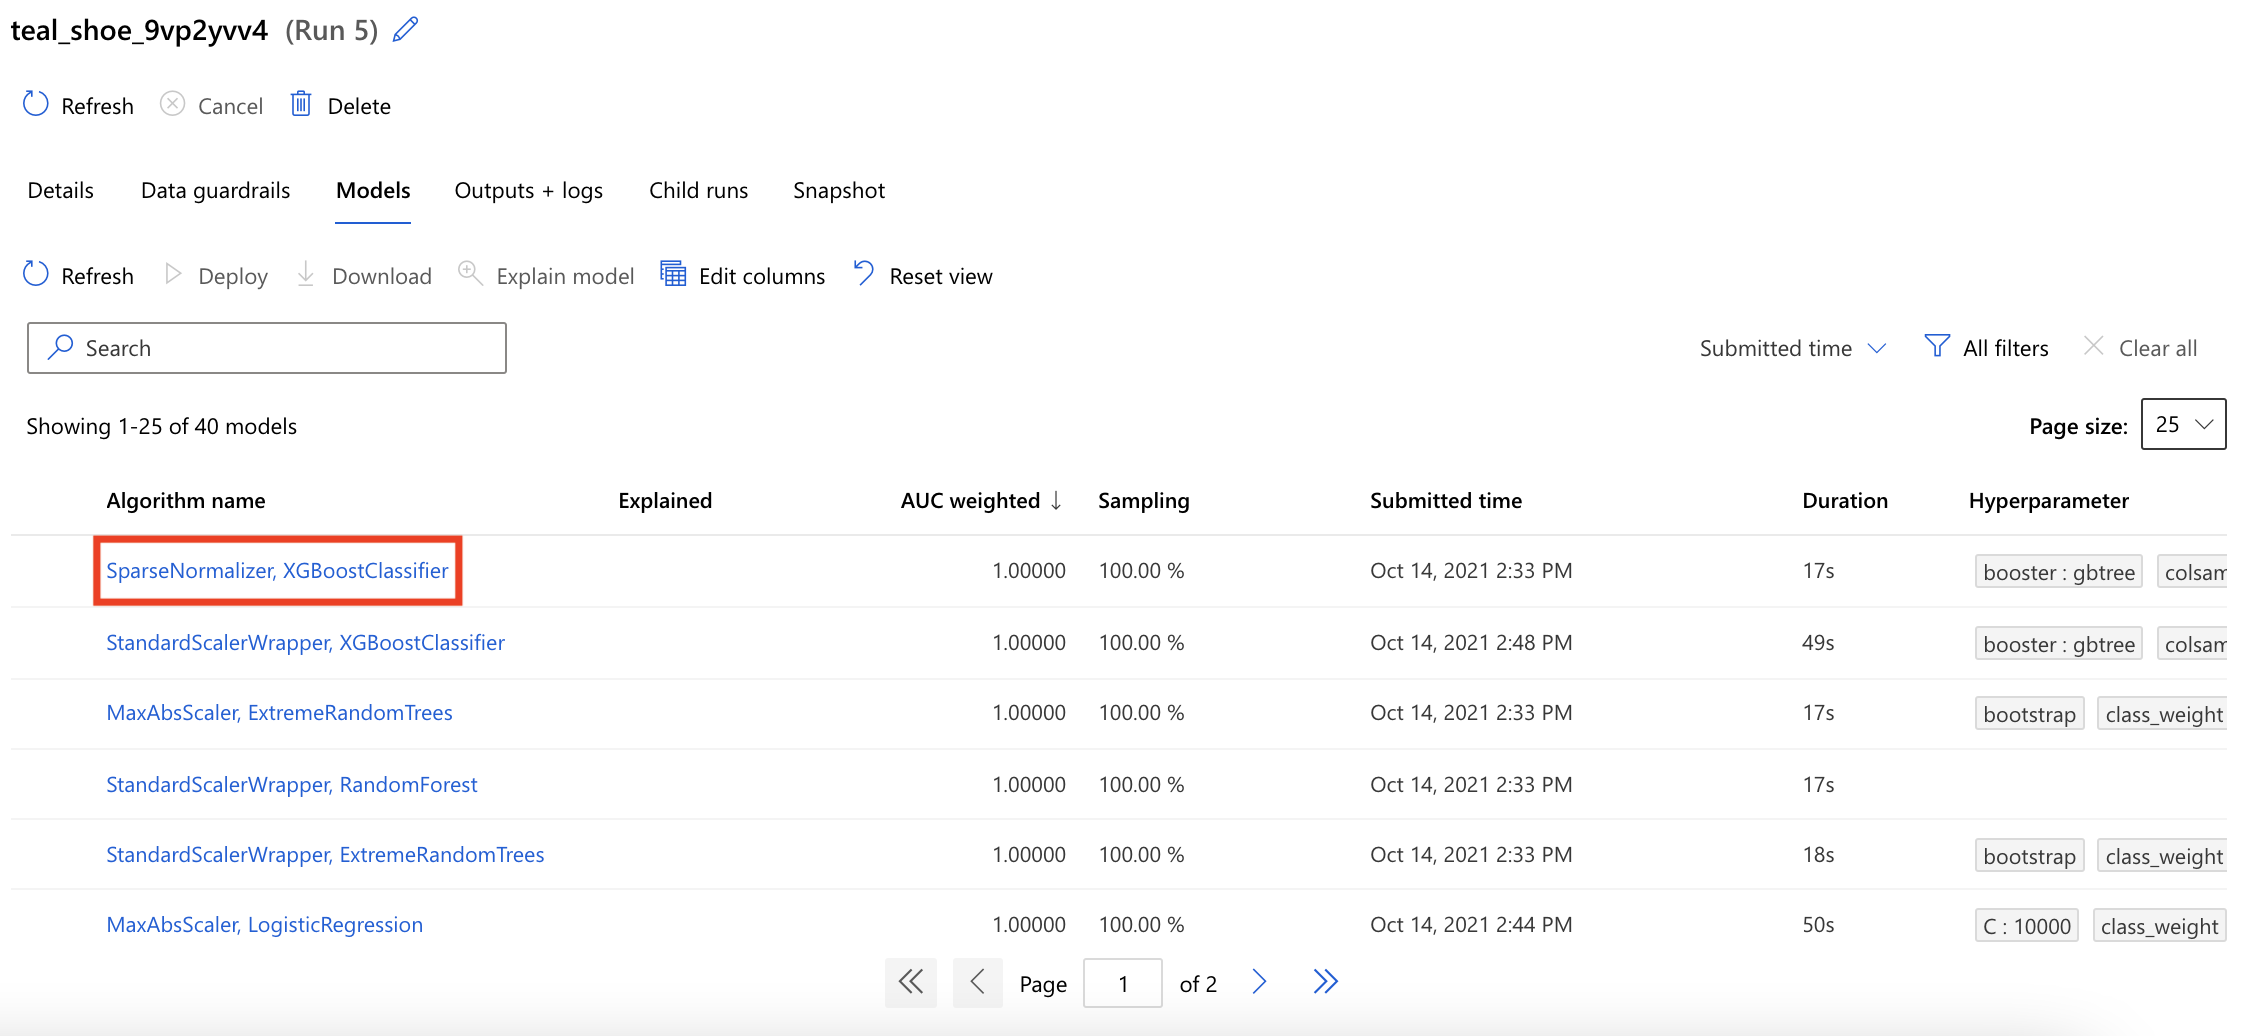 teal_shoe_9vp2yvv4 (Run 5)
Refresh Cancel Delete
Details Data guardrails Models Outputs + logs Child runs Snapshot
Refresh Deploy Download Explain model Edit columns Reset view
Search Submitted time All filters Clear all
Showing 1-25 of 40 models Page size: 25
Algorithm name Explained AUC weighted ↓ Sampling Submitted time Duration Hyperparameter
SparseNormalizer, XGBoostClassifier 1.00000 100.00 % Oct 14, 2021 2:33 PM 17s booster : gbtree colsam
StandardScalerWrapper, XGBoostClassifier 1.00000 100.00 % Oct 14, 2021 2:48 PM 49s booster : gbtree colsam
MaxAbsScaler, ExtremeRandomTrees 1.00000 100.00 % Oct 14, 2021 2:33 PM 17s bootstrap class_weight
StandardScalerWrapper, RandomForest 1.00000 100.00 % Oct 14, 2021 2:33 PM 17s
StandardScalerWrapper, ExtremeRandomTrees 1.00000 100.00 % Oct 14, 2021 2:33 PM 18s bootstrap class_weight
MaxAbsScaler, LogisticRegression 1.00000 100.00 % Oct 14, 2021 2:44 PM 50s C : 10000 class_weight
Page 1 of 2